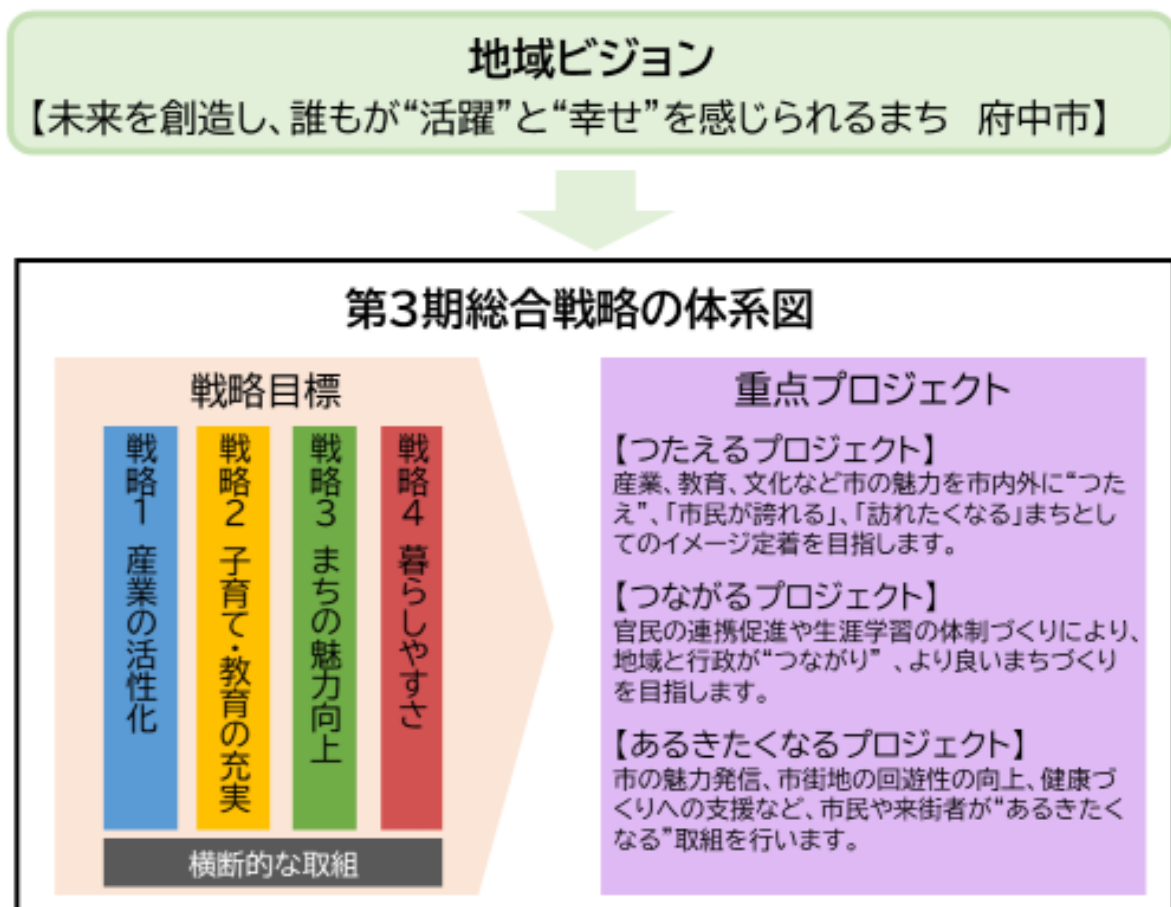 地域ビジョン
【未来を創造し、誰もが“活躍”と“幸せ”を感じられるまち　府中市】
第3期総合戦略の体系図
戦略目標
戦略1 産業の活性化
戦略2 子育て・教育の充実
戦略3 まちの魅力向上
戦略4 暮らしやすさ
横断的な取組
重点プロジェクト
【つたえるプロジェクト】
産業、教育、文化など市の魅力を市内外に“つた
え”、「市民が誇れる」、「訪れたくなる」まちとし
てのイメージ定着を目指します。
【つながるプロジェクト】
官民の連携促進や生涯学習の体制づくりにより、
地域と行政が“つながり” 、より良いまちづくり
を目指します。
【あるきたくなるプロジェクト】
市の魅力発信、市街地の回遊性の向上、健康づ
くりへの支援など、市民や来街者が“あるきたく
なる”取組を行います。